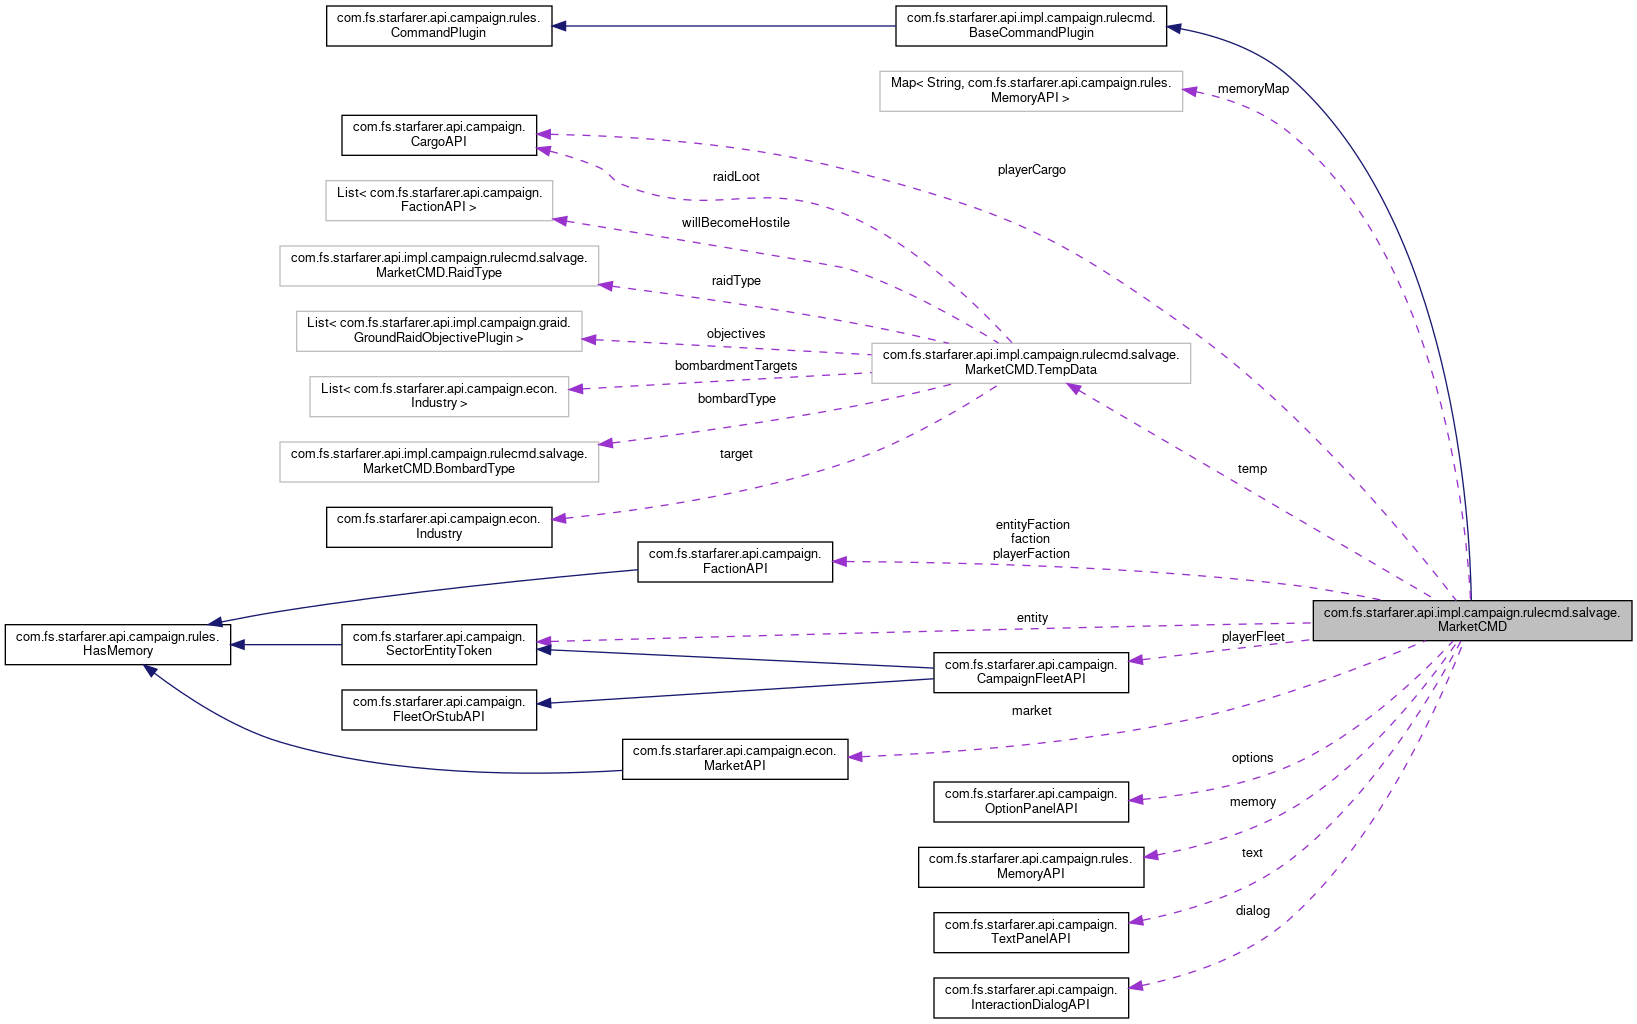 com.fs.starfarer.api.campaign.rules.
CommandPlugin
com.fs.starfarer.api.impl.campaign.rulecmd.
BaseCommandPlugin
Map< String, com.fs.starfarer.api.campaign.rules.
MemoryAPI >
memoryMap
com.fs.starfarer.api.campaign.
CargoAPI
playerCargo
raidLoot
List< com.fs.starfarer.api.campaign.
FactionAPI >
willBecomeHostile
com.fs.starfarer.api.impl.campaign.rulecmd.salvage.
MarketCMD.RaidType
raidType
List< com.fs.starfarer.api.impl.campaign.graid.
GroundRaidObjectivePlugin >
objectives
com.fs.starfarer.api.impl.campaign.rulecmd.salvage.
MarketCMD.TempData
bombardmentTargets
List< com.fs.starfarer.api.campaign.econ.
Industry >
bombardType
com.fs.starfarer.api.impl.campaign.rulecmd.salvage.
MarketCMD.BombardType
target
temp
com.fs.starfarer.api.campaign.econ.
Industry
entityFaction
faction
playerFaction
com.fs.starfarer.api.campaign.
FactionAPI
com.fs.starfarer.api.impl.campaign.rulecmd.salvage.
MarketCMD
entity
com.fs.starfarer.api.campaign.rules.
HasMemory
com.fs.starfarer.api.campaign.
SectorEntityToken
playerFleet
com.fs.starfarer.api.campaign.
CampaignFleetAPI
com.fs.starfarer.api.campaign.
FleetOrStubAPI
market
com.fs.starfarer.api.campaign.econ.
MarketAPI
options
com.fs.starfarer.api.campaign.
OptionPanelAPI
memory
com.fs.starfarer.api.campaign.rules.
MemoryAPI
text
com.fs.starfarer.api.campaign.
TextPanelAPI
dialog
com.fs.starfarer.api.campaign.
InteractionDialogAPI